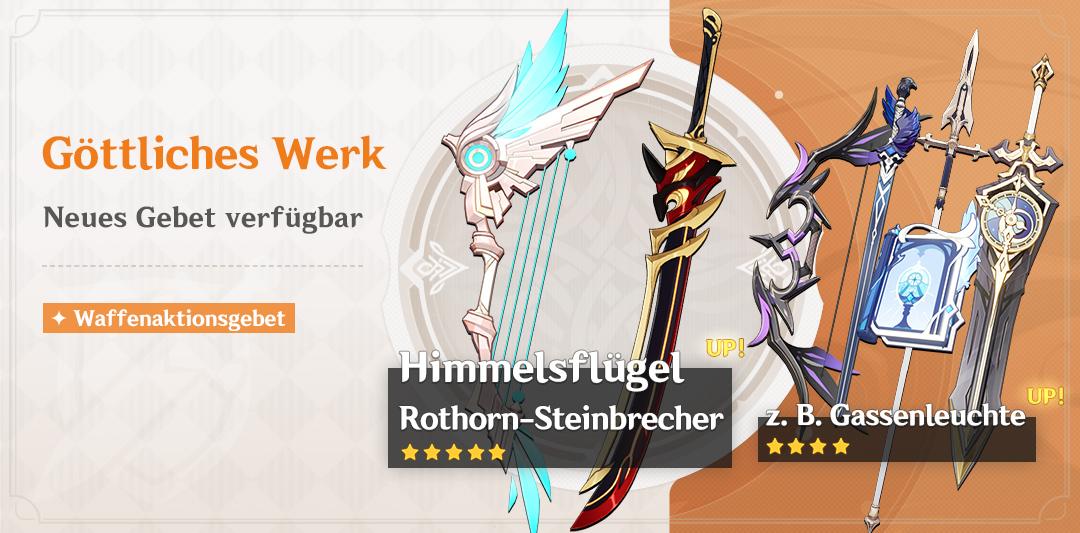 Göttliches Werk
Neues Gebet verfügbar
✦ Waffenaktionsgebet
UP!
Himmelsflügel
Rothorn-Steinbrecher
★★★★★
UP!
z. B. Gassenleuchte
★★★★